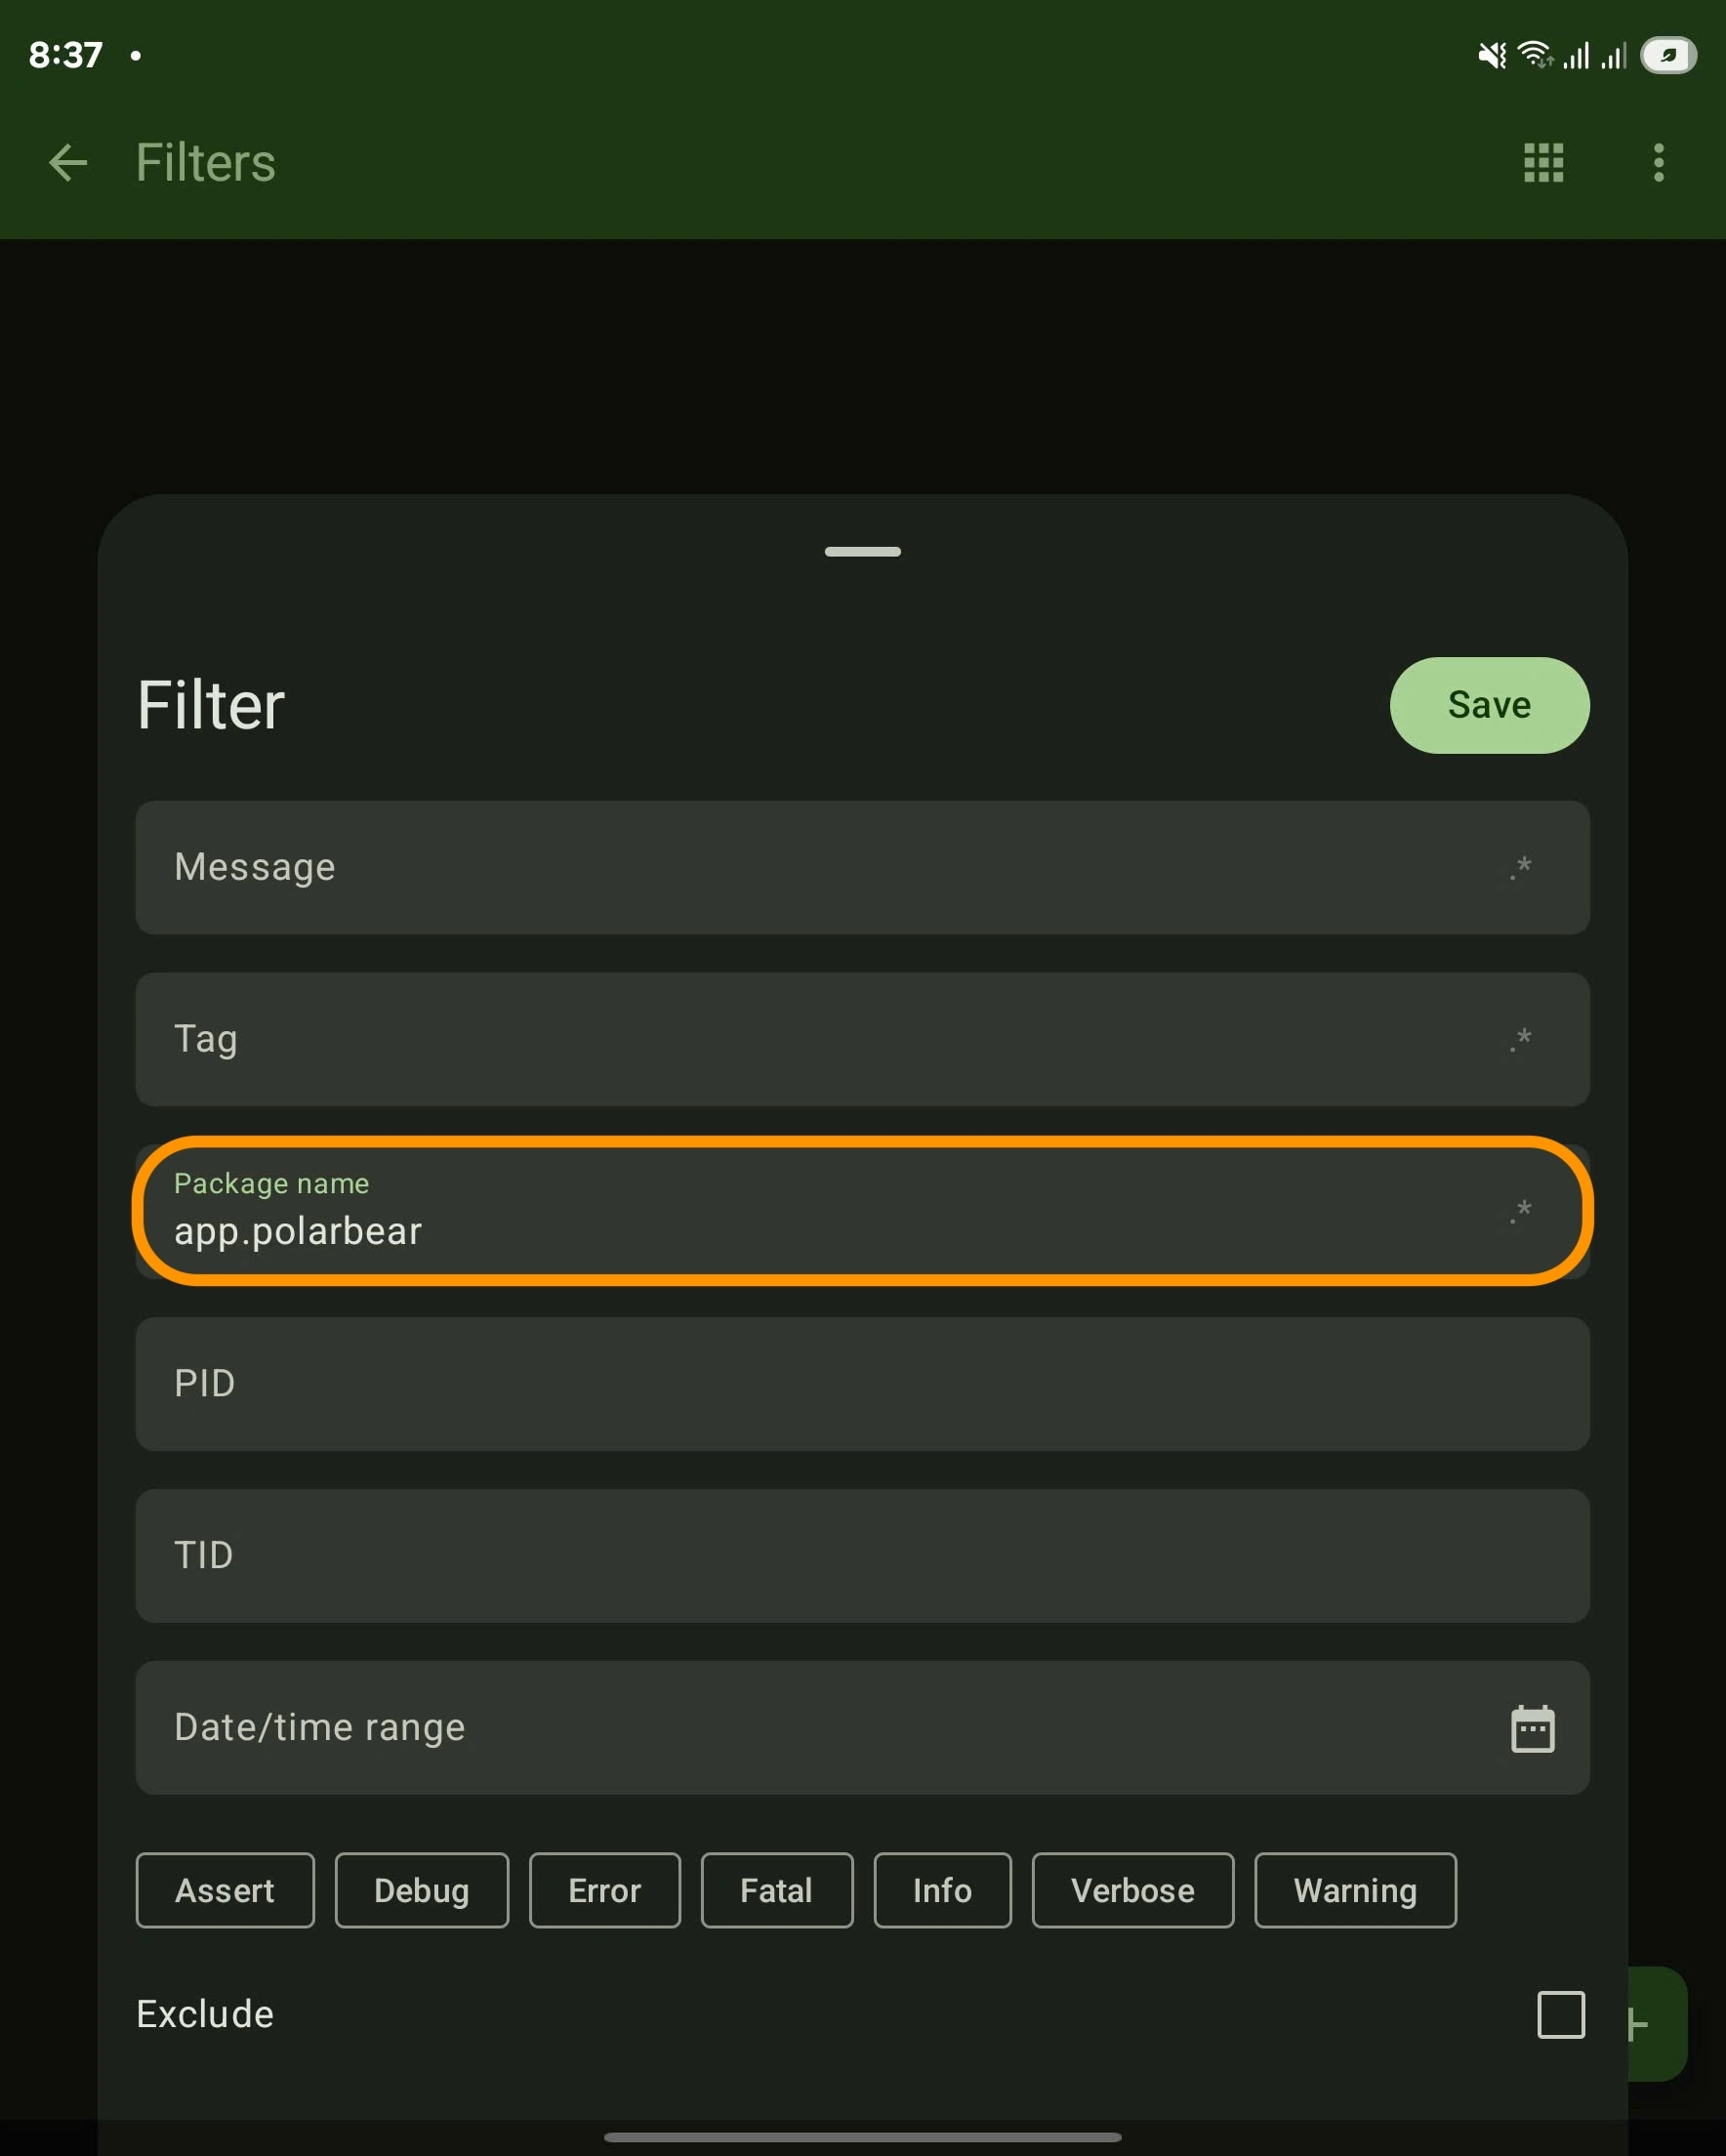 8:37
Filters
Filter
Save
Message
.*
Tag
.*
Package name
app.polarbear
.*
PID
TID
Date/time range
Assert
Debug
Error
Fatal
Info
Verbose
Warning
Exclude